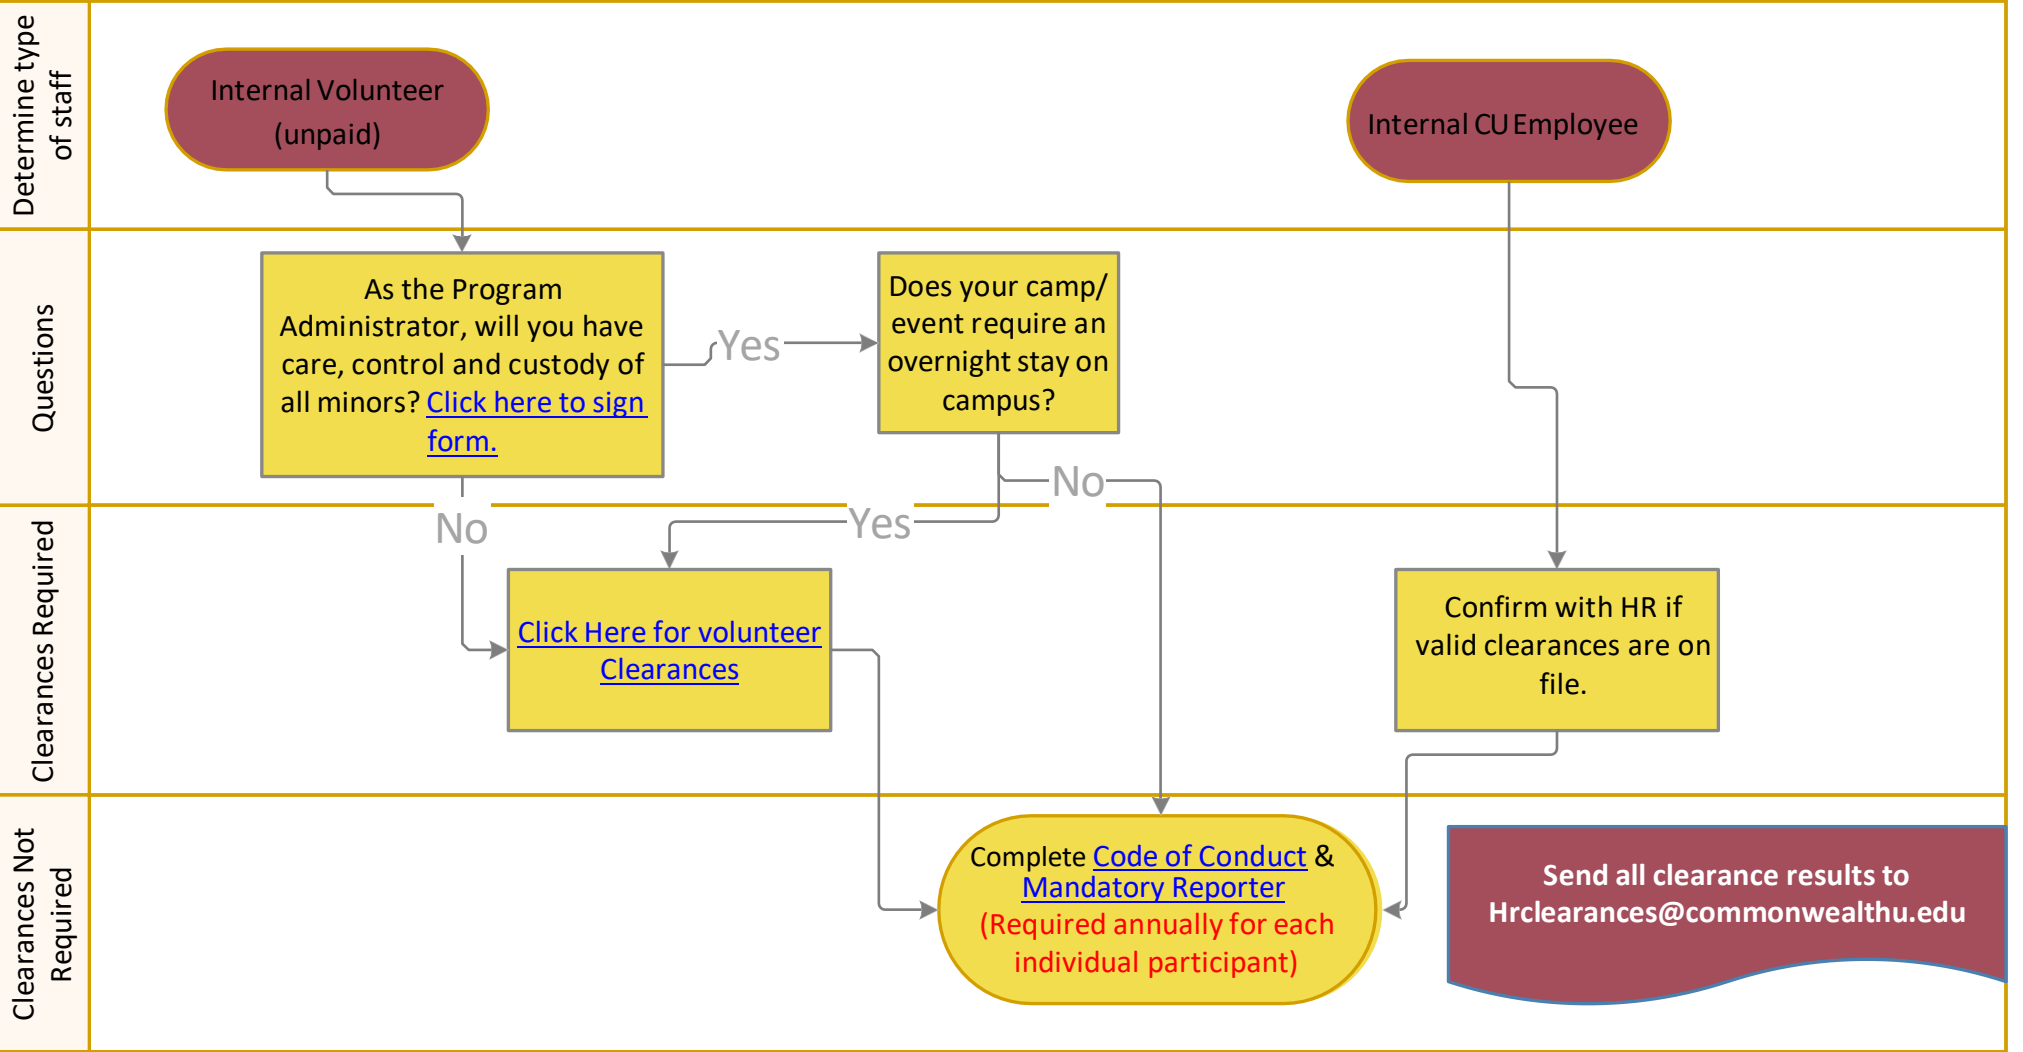 Determine type
of staff
Internal Volunteer
(unpaid)
Internal CU Employee
Questions
As the Program
Administrator, will you have
care, control and custody of
all minors? Click here to sign
form.
Yes
Does your camp/
event require an
overnight stay on
campus?
No
Yes
No
Clearances Required
Click Here for volunteer
Clearances
Confirm with HR if
valid clearances are on
file.
Clearances Not
Required
Complete Code of Conduct &
Mandatory Reporter
(Required annually for each
individual participant)
Send all clearance results to
Hrclearances@commonwealthu.edu